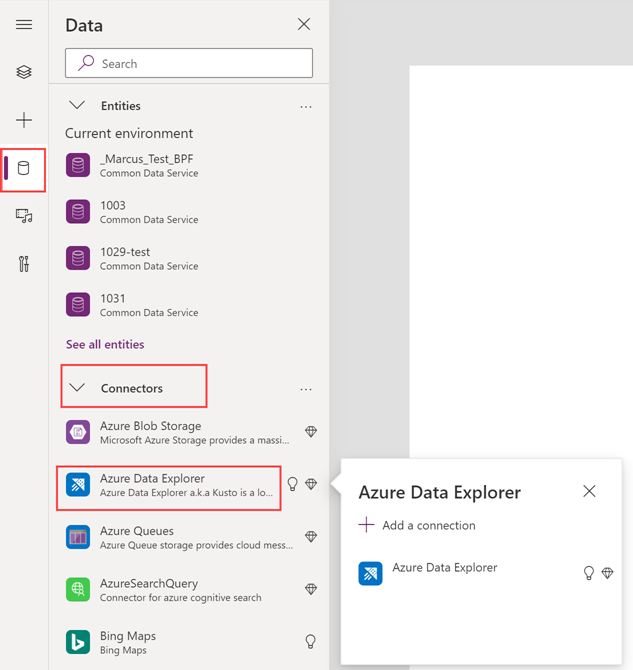 Data
Search
Entities
...
Current environment
_Marcus_Test_BPF
Common Data Service
1003
Common Data Service
1029-test
Common Data Service
1031
Common Data Service
See all entities
Connectors
...
Azure Blob Storage
Microsoft Azure Storage provides a massi...
Azure Data Explorer
Azure Data Explorer a.k.a Kusto is a lo...
Azure Queues
Azure Queue storage provides cloud mess...
AzureSearchQuery
Connector for azure cognitive search
Bing Maps
Bing Maps
Azure Data Explorer
Add a connection
Azure Data Explorer